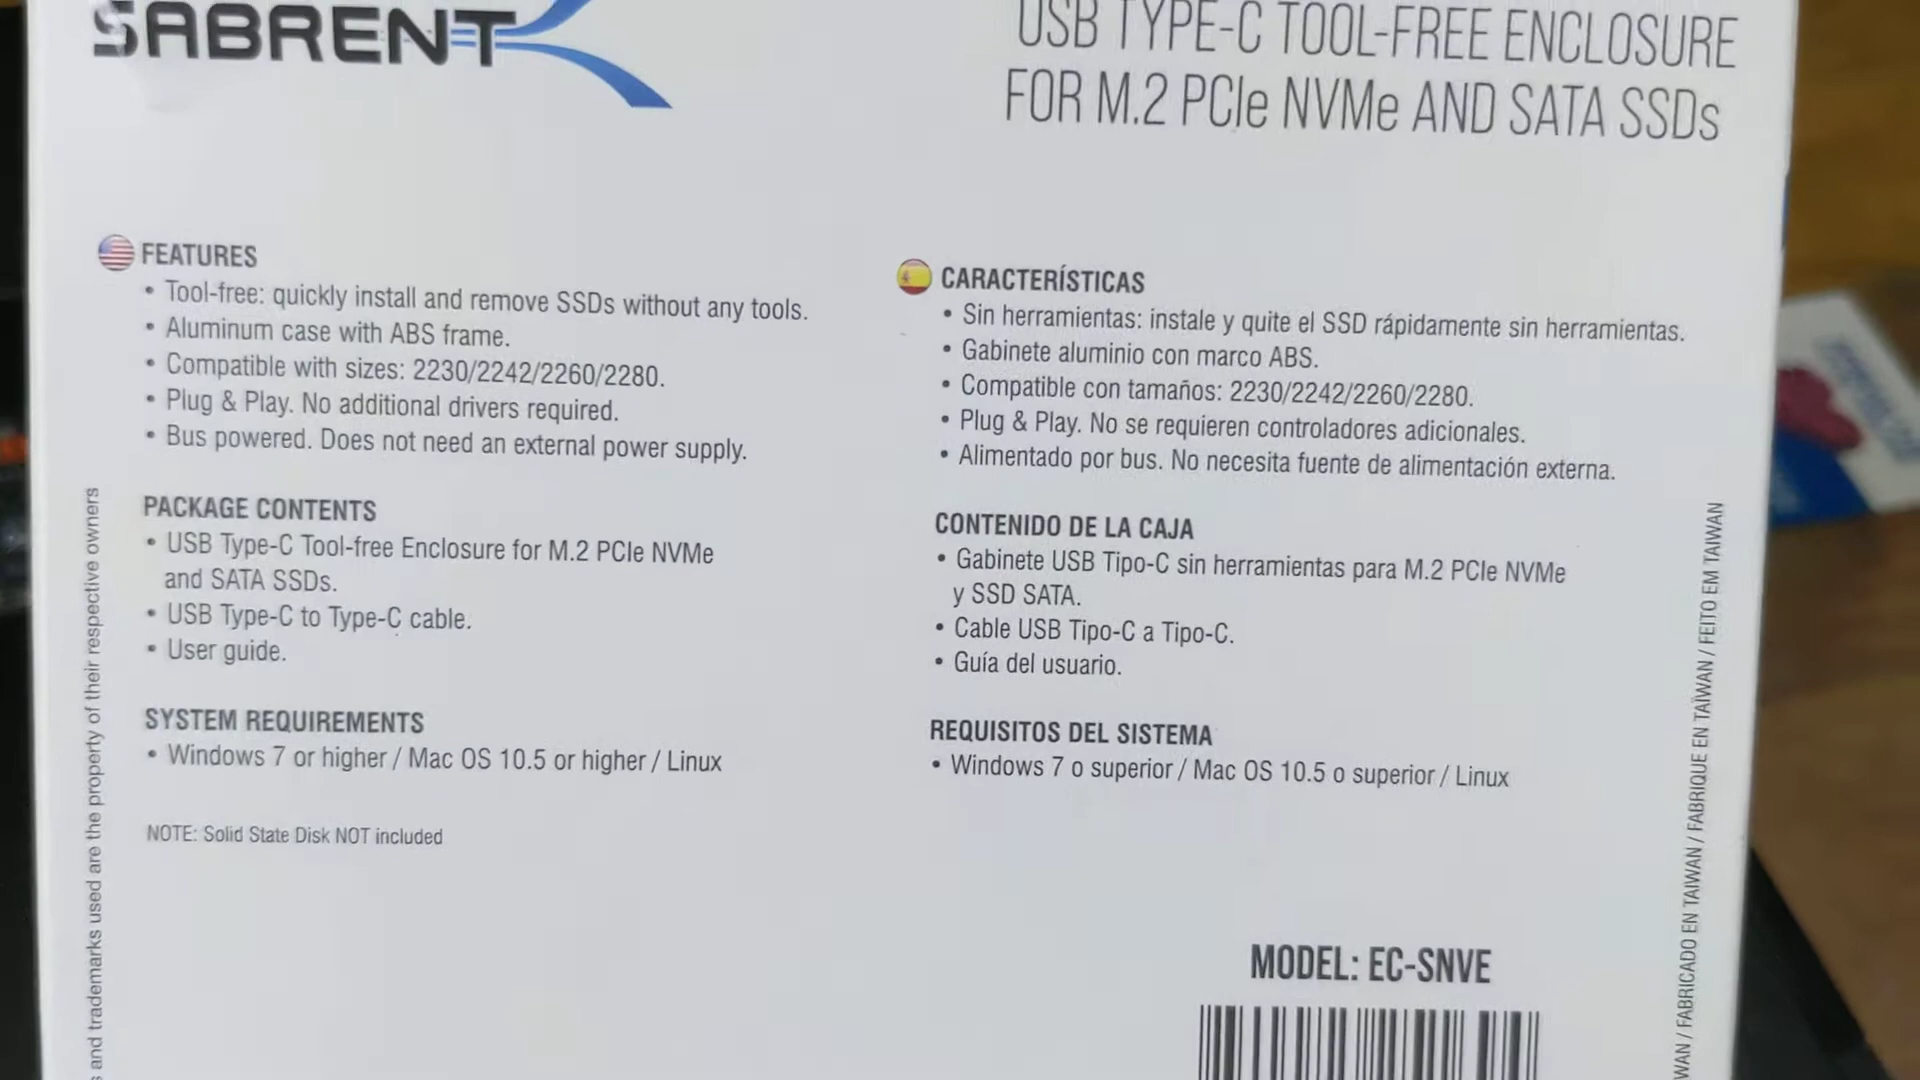 SABRENT
USB TYPE-C TOOL-FREE ENCLOSURE
FOR M.2 PCIe NVMe AND SATA SSDs
FEATURES
• Tool-free: quickly install and remove SSDs without any tools.
• Aluminum case with ABS frame.
• Compatible with sizes: 2230/2242/2260/2280.
• Plug & Play. No additional drivers required.
• Bus powered. Does not need an external power supply.
PACKAGE CONTENTS
• USB Type-C Tool-free Enclosure for M.2 PCIe NVMe
and SATA SSDs.
• USB Type-C to Type-C cable.
• User guide.
SYSTEM REQUIREMENTS
• Windows 7 or higher / Mac OS 10.5 or higher / Linux
NOTE: Solid State Disk NOT included
CARACTERÍSTICAS
• Sin herramientas: instale y quite el SSD rápidamente sin herramientas.
• Gabinete aluminio con marco ABS.
• Compatible con tamaños: 2230/2242/2260/2280.
• Plug & Play. No se requieren controladores adicionales.
• Alimentado por bus. No necesita fuente de alimentación externa.
CONTENIDO DE LA CAJA
• Gabinete USB Tipo-C sin herramientas para M.2 PCIe NVMe
y SSD SATA.
• Cable USB Tipo-C a Tipo-C.
• Guía del usuario.
REQUISITOS DEL SISTEMA
• Windows 7 o superior / Mac OS 10.5 o superior / Linux
MODEL: EC-SNVE
and trademarks used are the property of their respective owners
WAN / FABRICADO EN TAIWAN / FABRIQUE EN TAÏWAN / FEITO EM TAIWAN